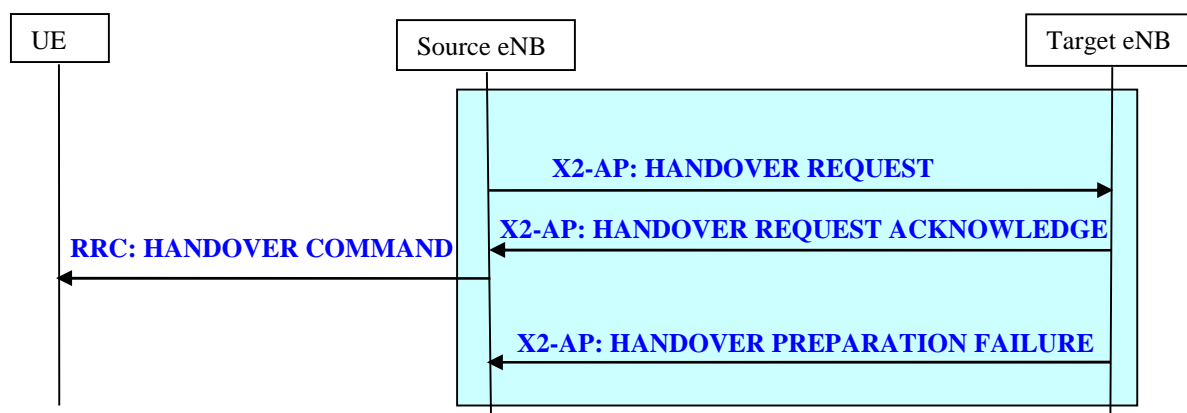 UE
Source eNB
Target eNB
X2-AP: HANDOVER REQUEST
X2-AP: HANDOVER REQUEST ACKNOWLEDGE
RRC: HANDOVER COMMAND
X2-AP: HANDOVER PREPARATION FAILURE